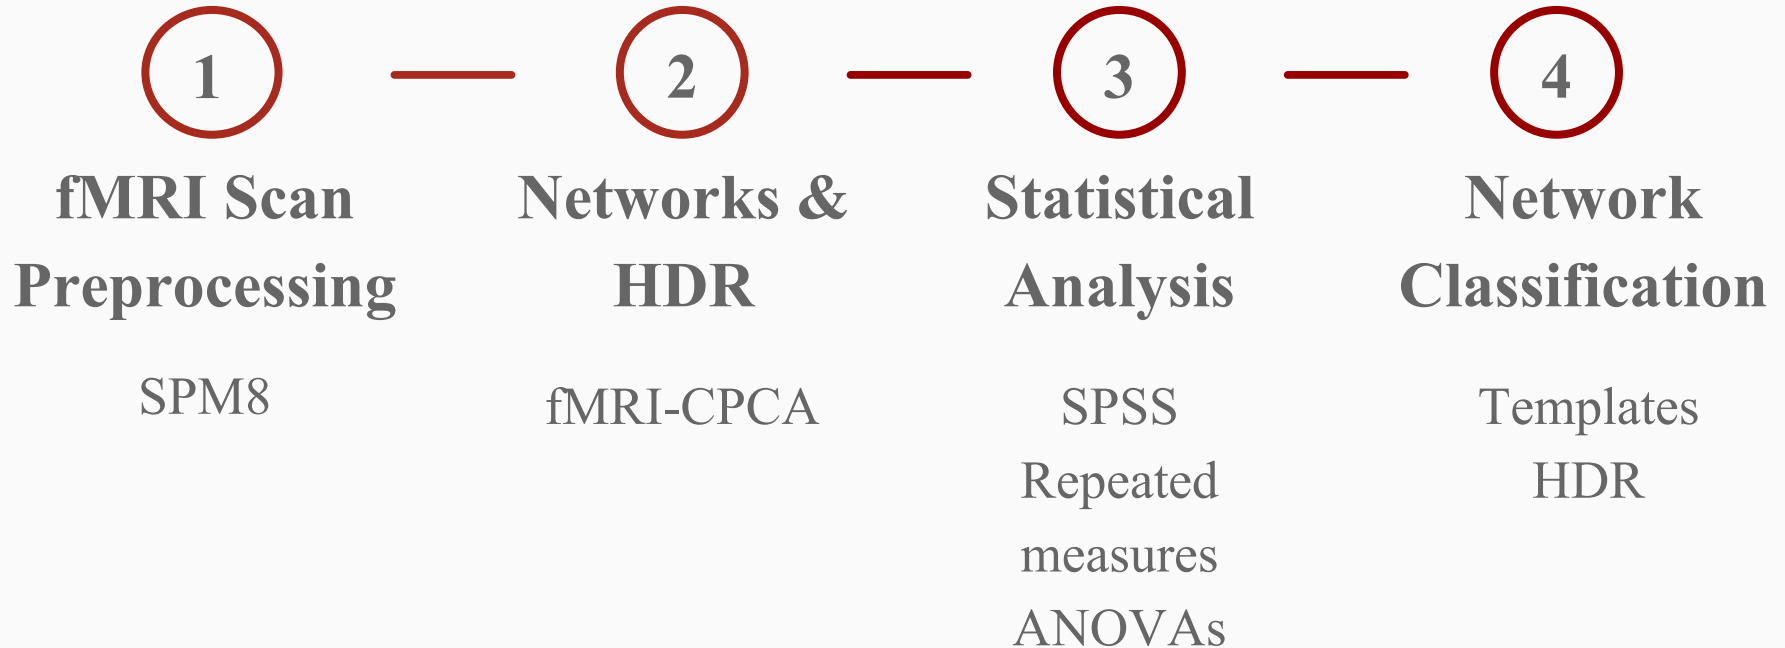 1
fMRI Scan
Preprocessing
SPM8
2
Networks &
HDR
fMRI-CPCA
3
Statistical
Analysis
SPSS
Repeated
measures
ANOVAs
4
Network
Classification
Templates
HDR